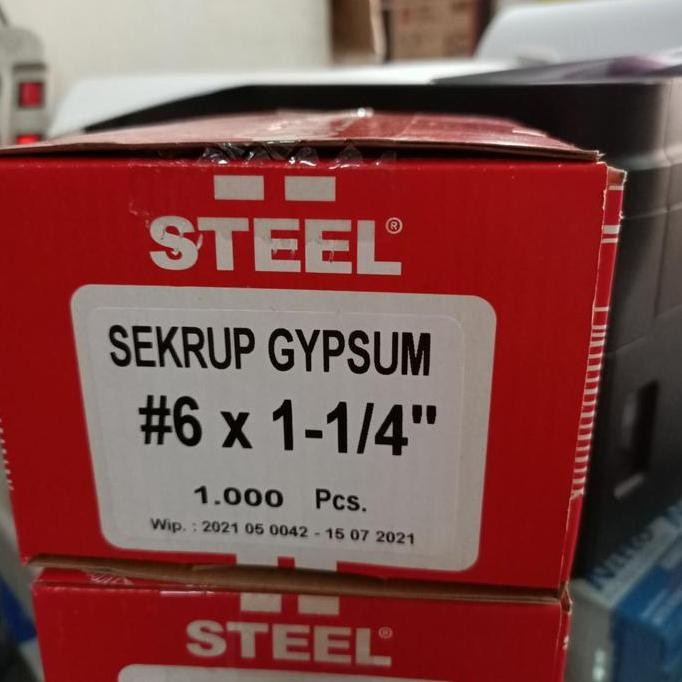 STEEL®
SEKRUP GYPSUM
#6 x 1-1/4"
1.000 Pcs.
Wip. : 2021 05 0042 - 15 07 2021
STEEL®